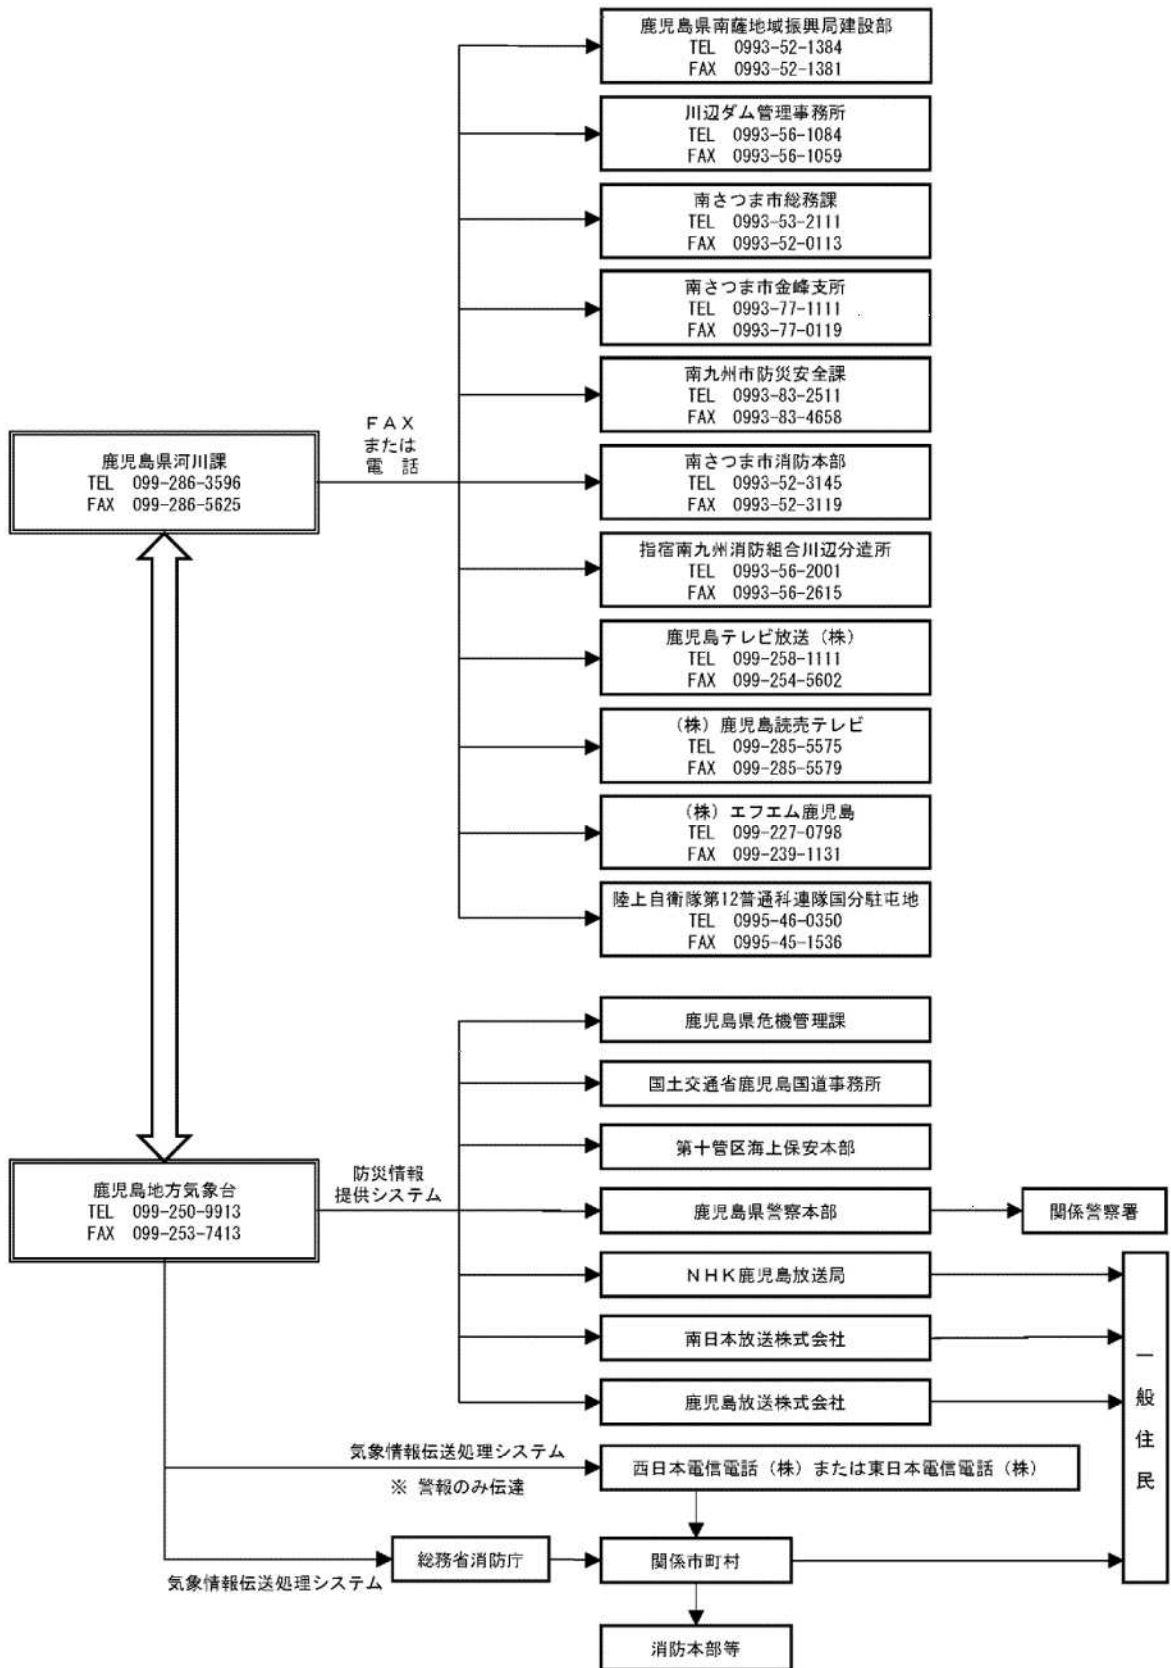 鹿児島県南薩地域振興局建設部
TEL 0993-52-1384
FAX 0993-52-1381
川辺ダム管理事務所
TEL 0993-56-1084
FAX 0993-56-1059
南さつま市総務課
TEL 0993-53-2111
FAX 0993-52-0113
南さつま市金峰支所
TEL 0993-77-1111
FAX 0993-77-0119
南九州市防災安全課
TEL 0993-83-2511
FAX 0993-83-4658
鹿児島県河川課
TEL 099-286-3596
FAX 099-286-5625
ＦＡＸ
または
電 話
南さつま市消防本部
TEL 0993-52-3145
FAX 0993-52-3119
指宿南九州消防組合川辺分遣所
TEL 0993-56-2001
FAX 0993-56-2615
鹿児島テレビ放送（株）
TEL 099-258-1111
FAX 099-254-5602
（株）鹿児島読売テレビ
TEL 099-285-5575
FAX 099-285-5579
（株）エフエム鹿児島
TEL 099-227-0798
FAX 099-239-1131
陸上自衛隊第12普通科連隊国分駐屯地
TEL 0995-46-0350
FAX 0995-45-1536
鹿児島県危機管理課
国土交通省鹿児島国道事務所
第十管区海上保安本部
鹿児島地方気象台
TEL 099-250-9913
FAX 099-253-7413
防災情報
提供システム
鹿児島県警察本部
関係警察署
ＮＨＫ鹿児島放送局
南日本放送株式会社
鹿児島放送株式会社
一般住民
気象情報伝送処理システム
※ 警報のみ伝達
西日本電信電話（株）または東日本電信電話（株）
総務省消防庁
関係市町村
気象情報伝送処理システム
消防本部等